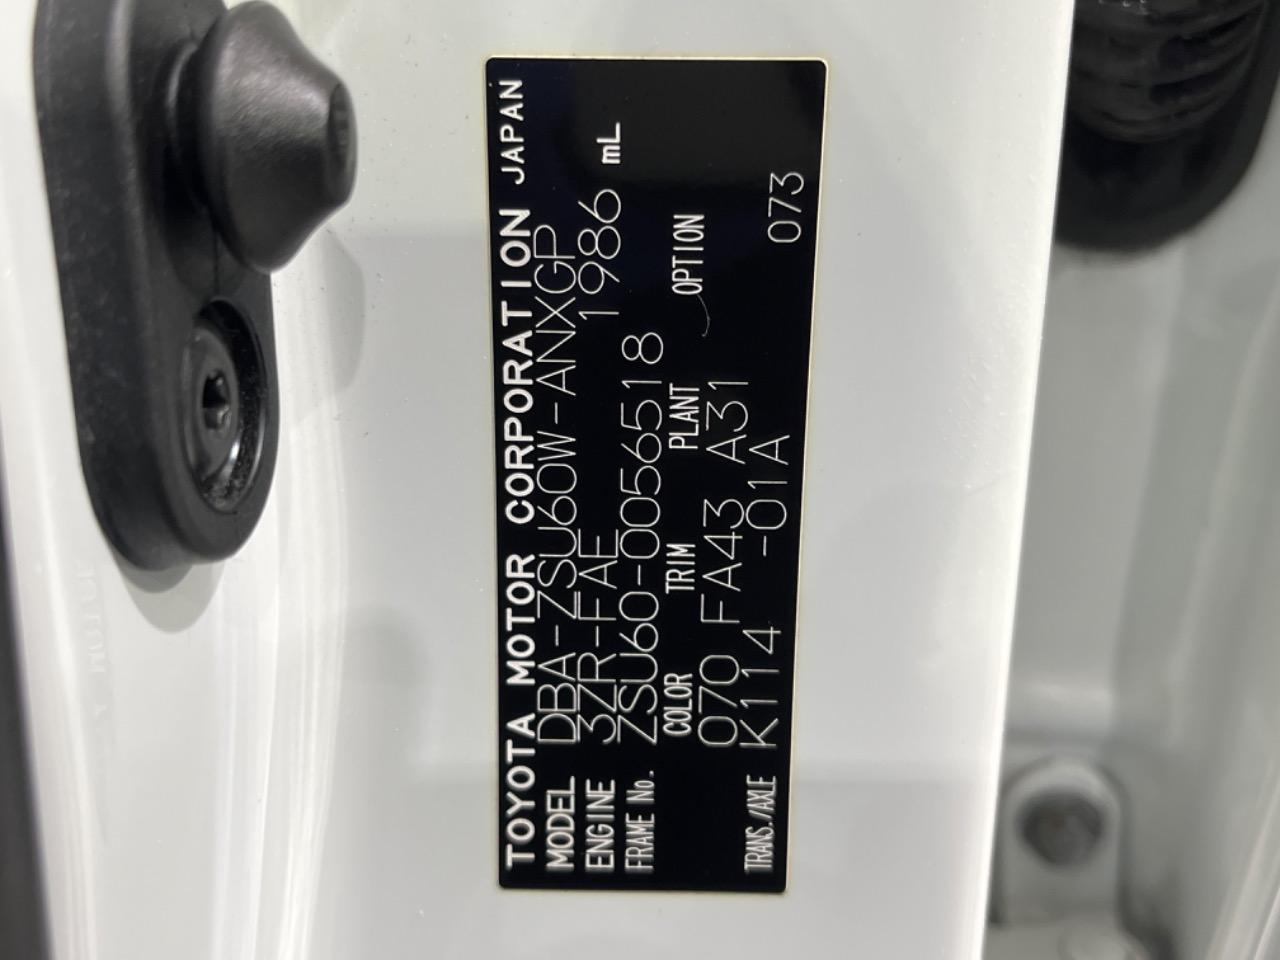 TOYOTA MOTOR CORPORATION JAPAN
MODEL DBA-ZSU60W-ANXGP
ENGINE 3ZR-FAE 1986 mL
FRAME No. ZSU60-0056518
COLOR TRIM PLANT OPTION
070 FA43 A31
TRANS./AXLE K114 -01A 073